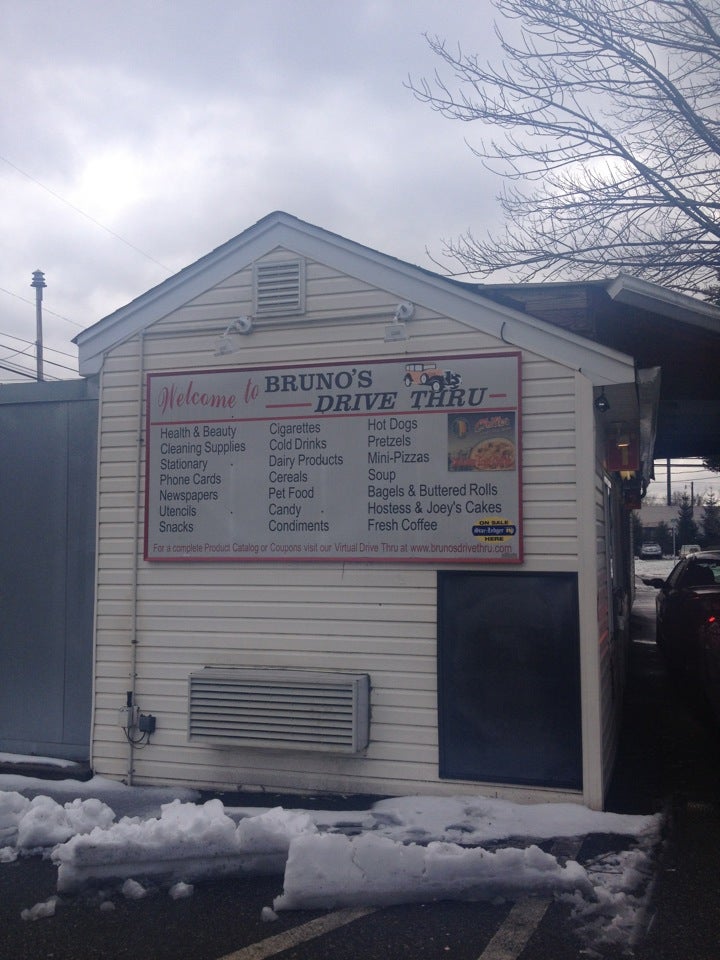 Welcome to BRUNO'S
DRIVE THRU
Health & Beauty
Cleaning Supplies
Stationary
Phone Cards
Newspapers
Utencils
Snacks
Cigarettes
Cold Drinks
Dairy Products
Cereals
Pet Food
Candy
Condiments
Hot Dogs
Pretzels
Mini-Pizzas
Soup
Bagels & Buttered Rolls
Hostess & Joey's Cakes
Fresh Coffee
ON SALE
Star-Ledger
HERE
For a complete Product Catalog or Coupons visit our Virtual Drive Thru at www.brunosdrivethru.com